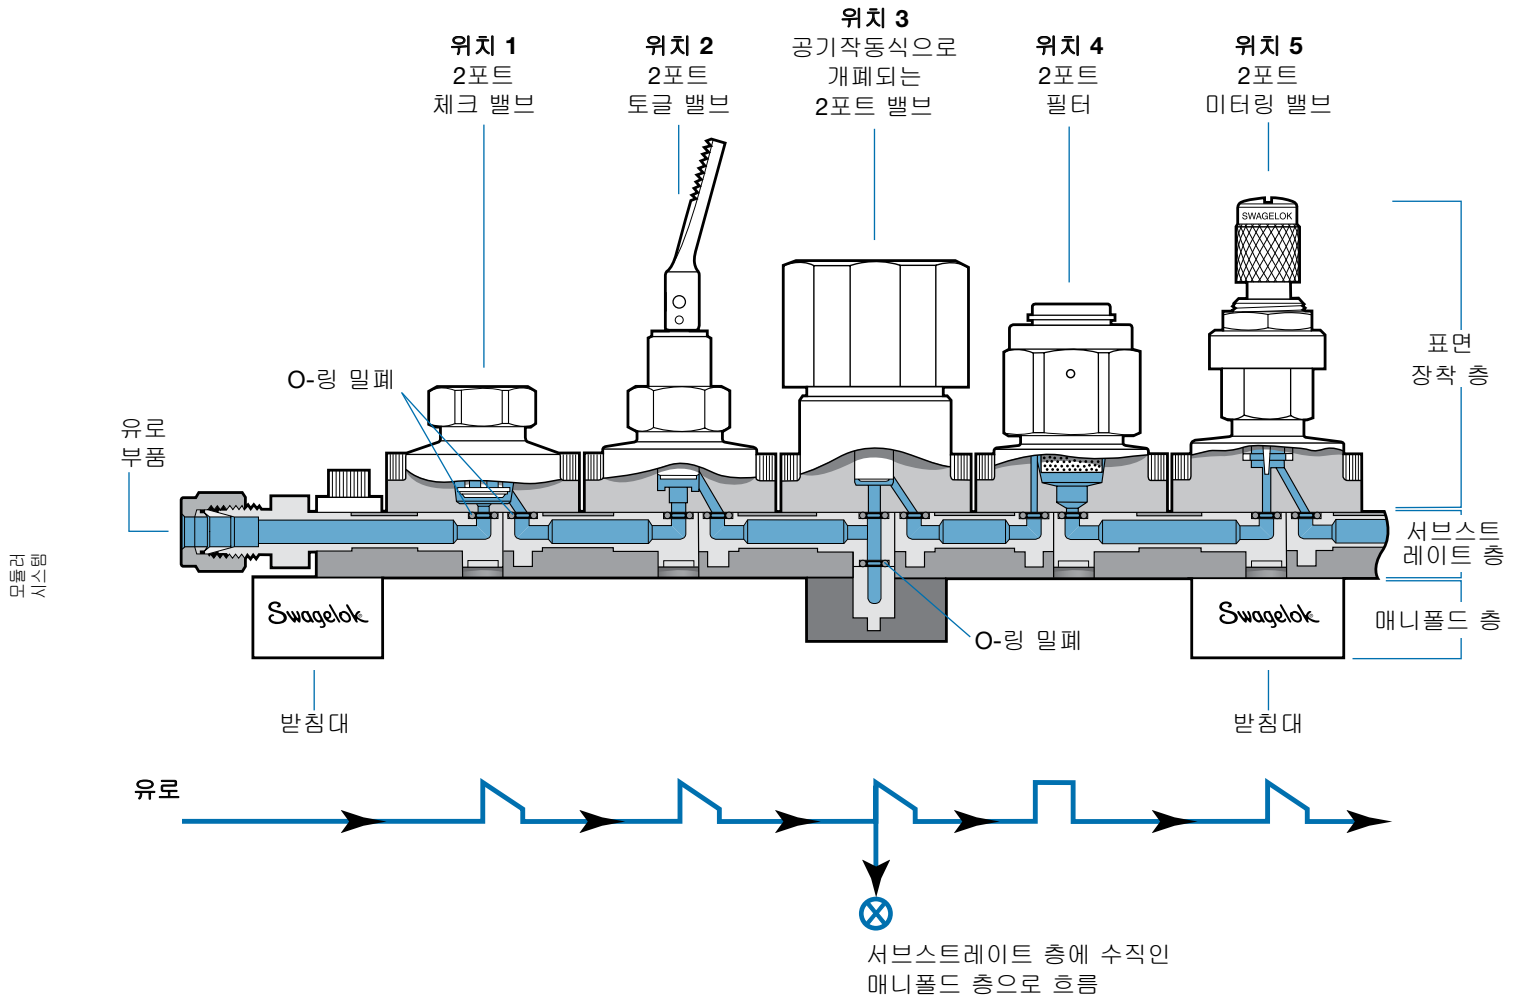 위치 1
2포트
체크 밸브
위치 2
2포트
토글 밸브
위치 3
공기작동식으로
개폐되는
2포트 밸브
위치 4
2포트
필터
위치 5
2포트
미터링 밸브
SWAGELOK
표면
장착 층
O-링 밀폐
유로
부품
서브스트
레이트 층
모듈러
시스템
Swagelok
Swagelok
매니폴드 층
O-링 밀폐
받침대
받침대
유로
서브스트레이트 층에 수직인
매니폴드 층으로 흐름